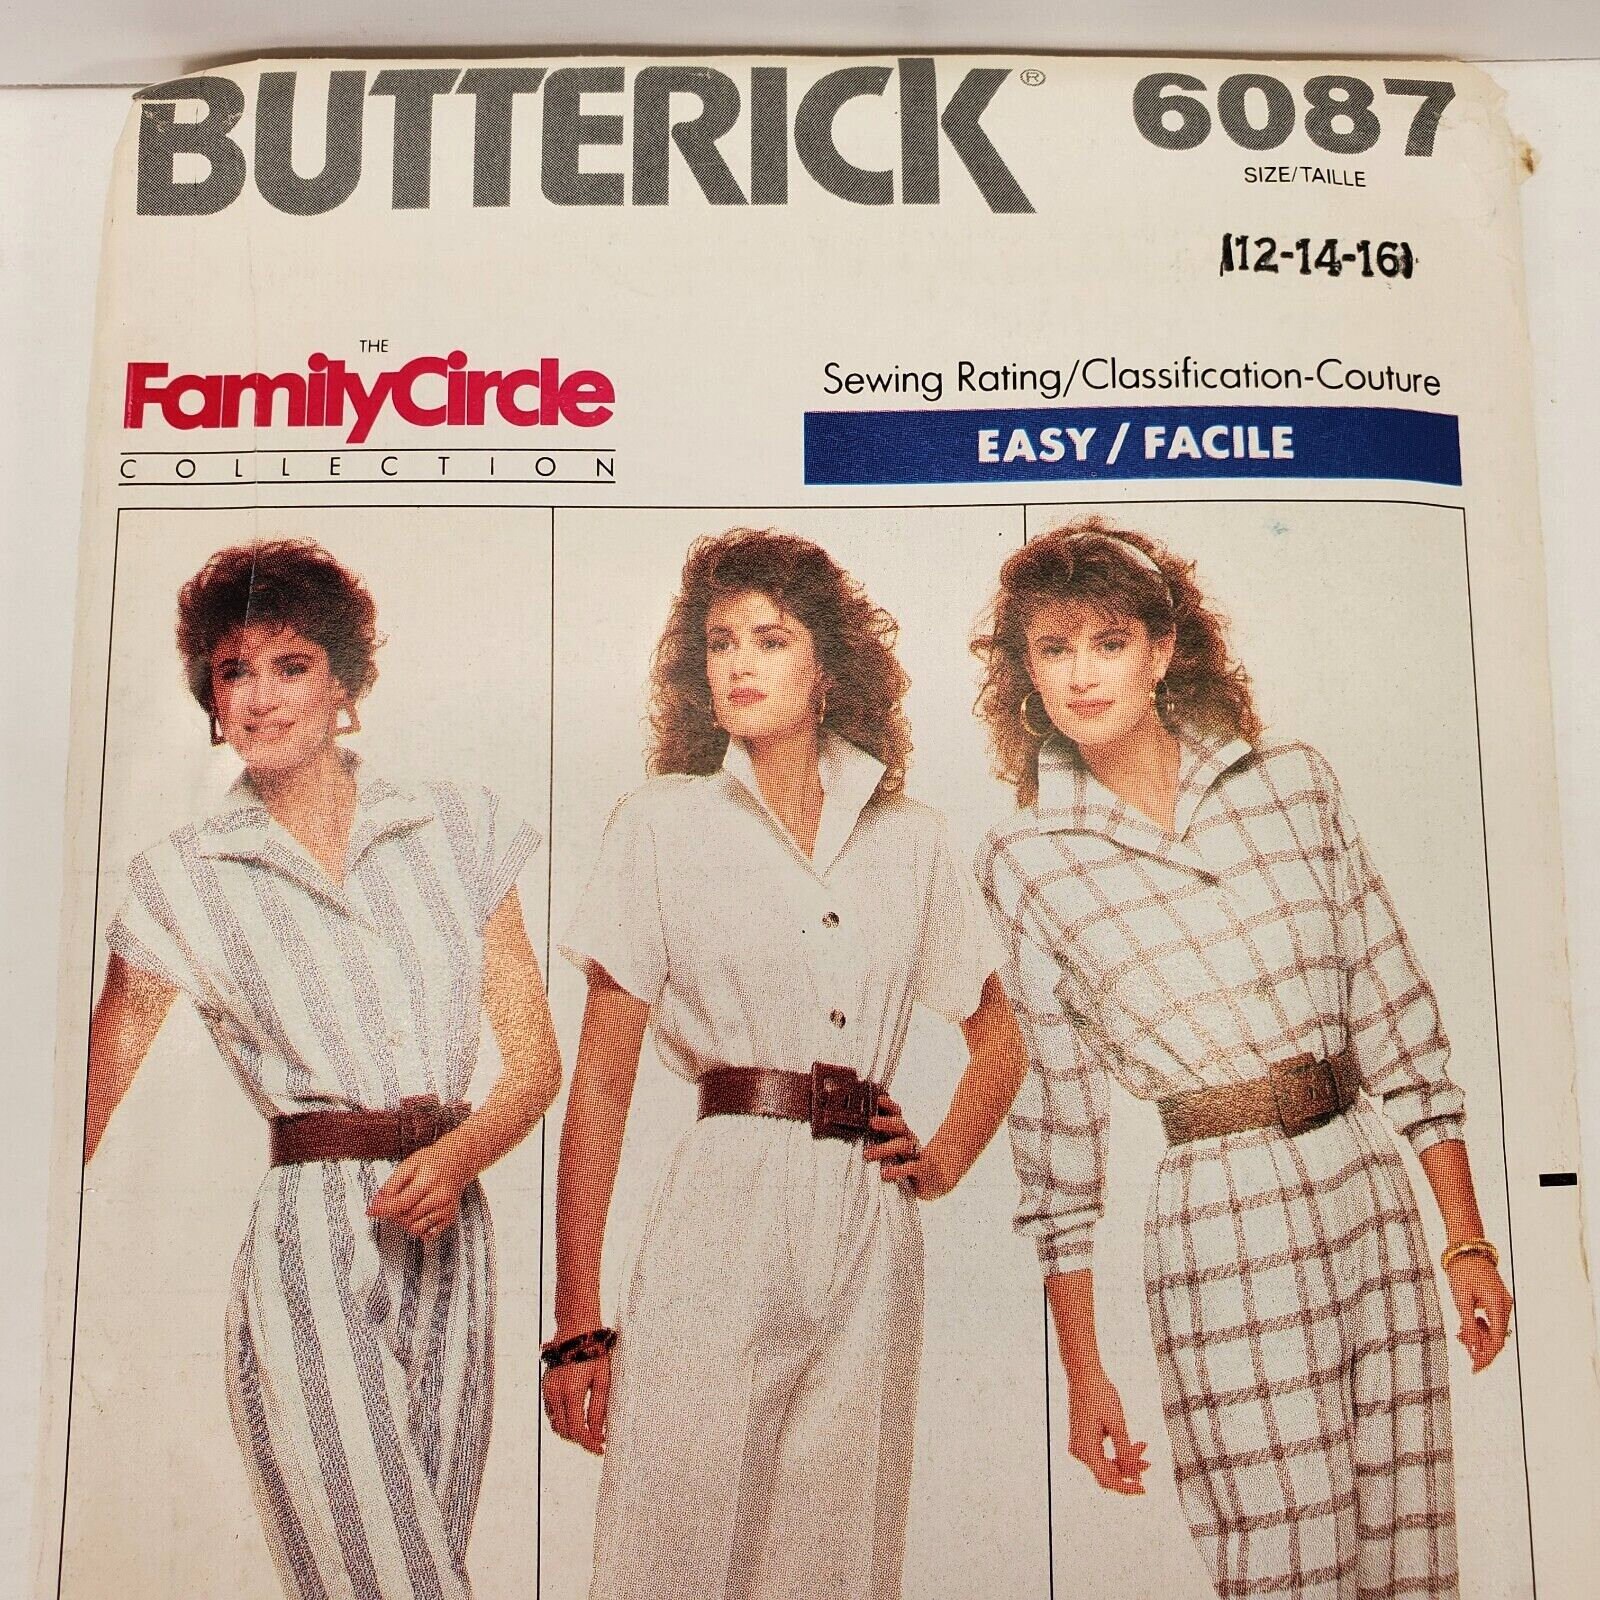 BUTTERICK® 6087
SIZE/TAILLE
(12-14-16)
THE
FamilyCircle
COLLECTION
Sewing Rating/Classification-Couture
EASY / FACILE